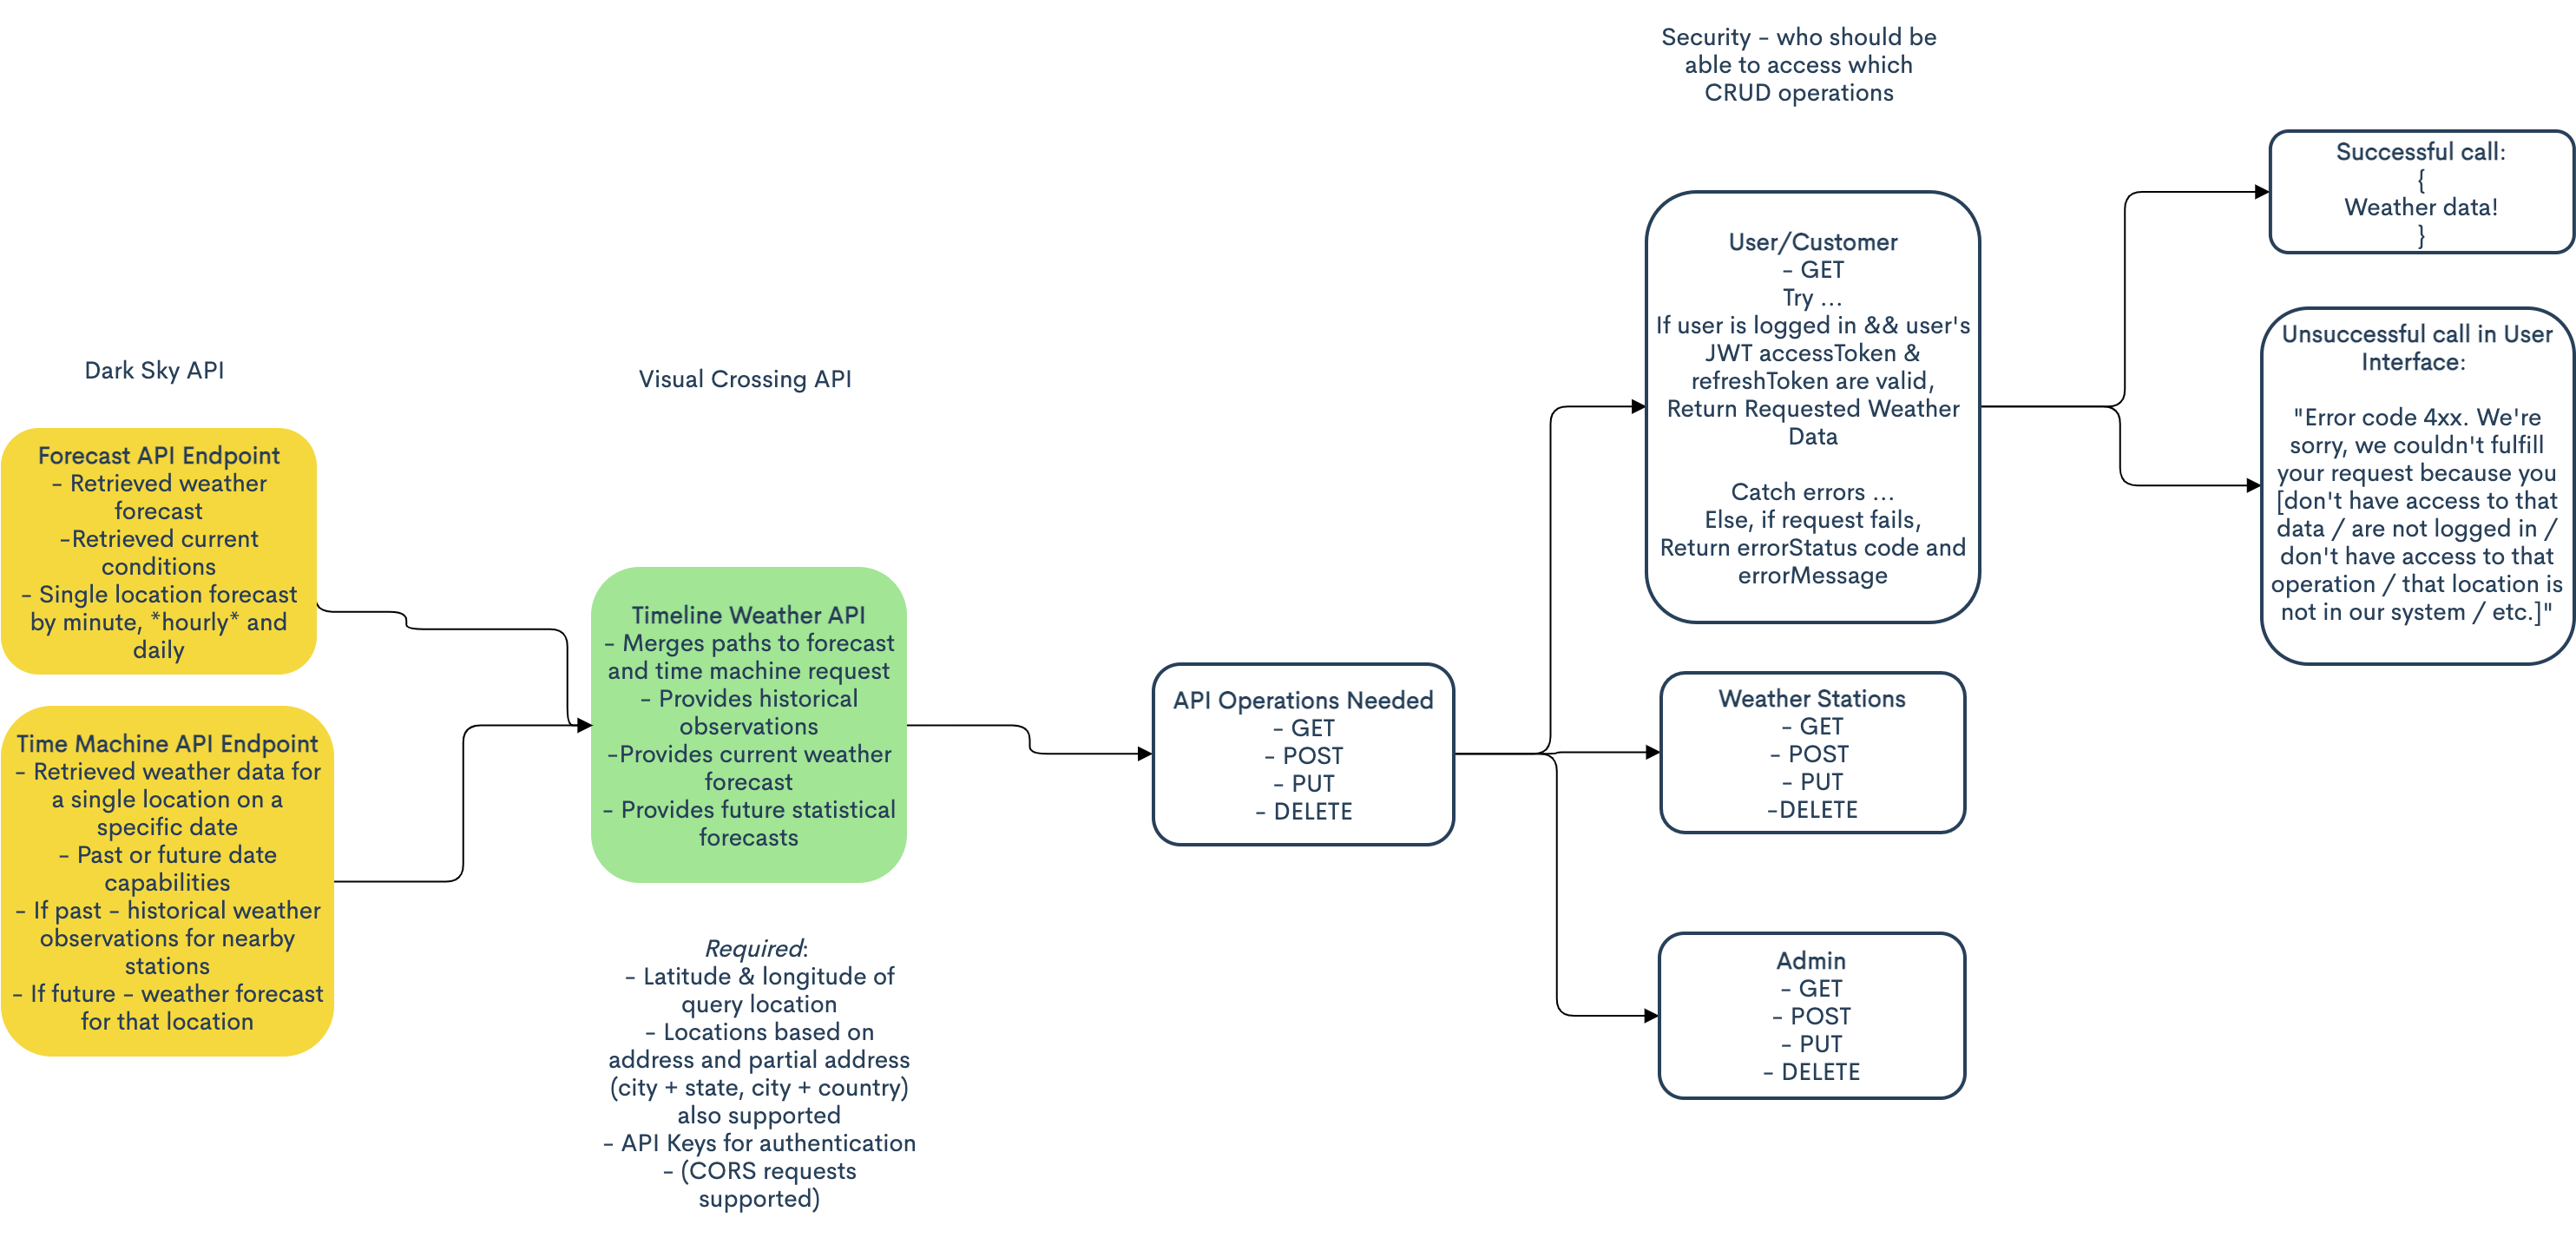 Security - who should be
able to access which
CRUD operations
Dark Sky API
Forecast API Endpoint
- Retrieved weather
forecast
-Retrieved current
conditions
- Single location forecast
by minute, *hourly* and
daily
Time Machine API Endpoint
- Retrieved weather data for
a single location on a
specific date
- Past or future date
capabilities
- If past - historical weather
observations for nearby
stations
- If future - weather forecast
for that location
Visual Crossing API
Timeline Weather API
- Merges paths to forecast
and time machine request
- Provides historical
observations
-Provides current weather
forecast
- Provides future statistical
forecasts
Required:
- Latitude & longitude of
query location
- Locations based on
address and partial address
(city + state, city + country)
also supported
- API Keys for authentication
- (CORS requests
supported)
API Operations Needed
- GET
- POST
- PUT
- DELETE
User/Customer
- GET
Try ...
If user is logged in && user's
JWT accessToken &
refreshToken are valid,
Return Requested Weather
Data
Catch errors ...
Else, if request fails,
Return errorStatus code and
errorMessage
Weather Stations
- GET
- POST
- PUT
-DELETE
Admin
- GET
- POST
- PUT
- DELETE
Successful call:
{
Weather data!
}
Unsuccessful call in User
Interface:
"Error code 4xx. We're
sorry, we couldn't fulfill
your request because you
[don't have access to that
data / are not logged in /
don't have access to that
operation / that location is
not in our system / etc.]"